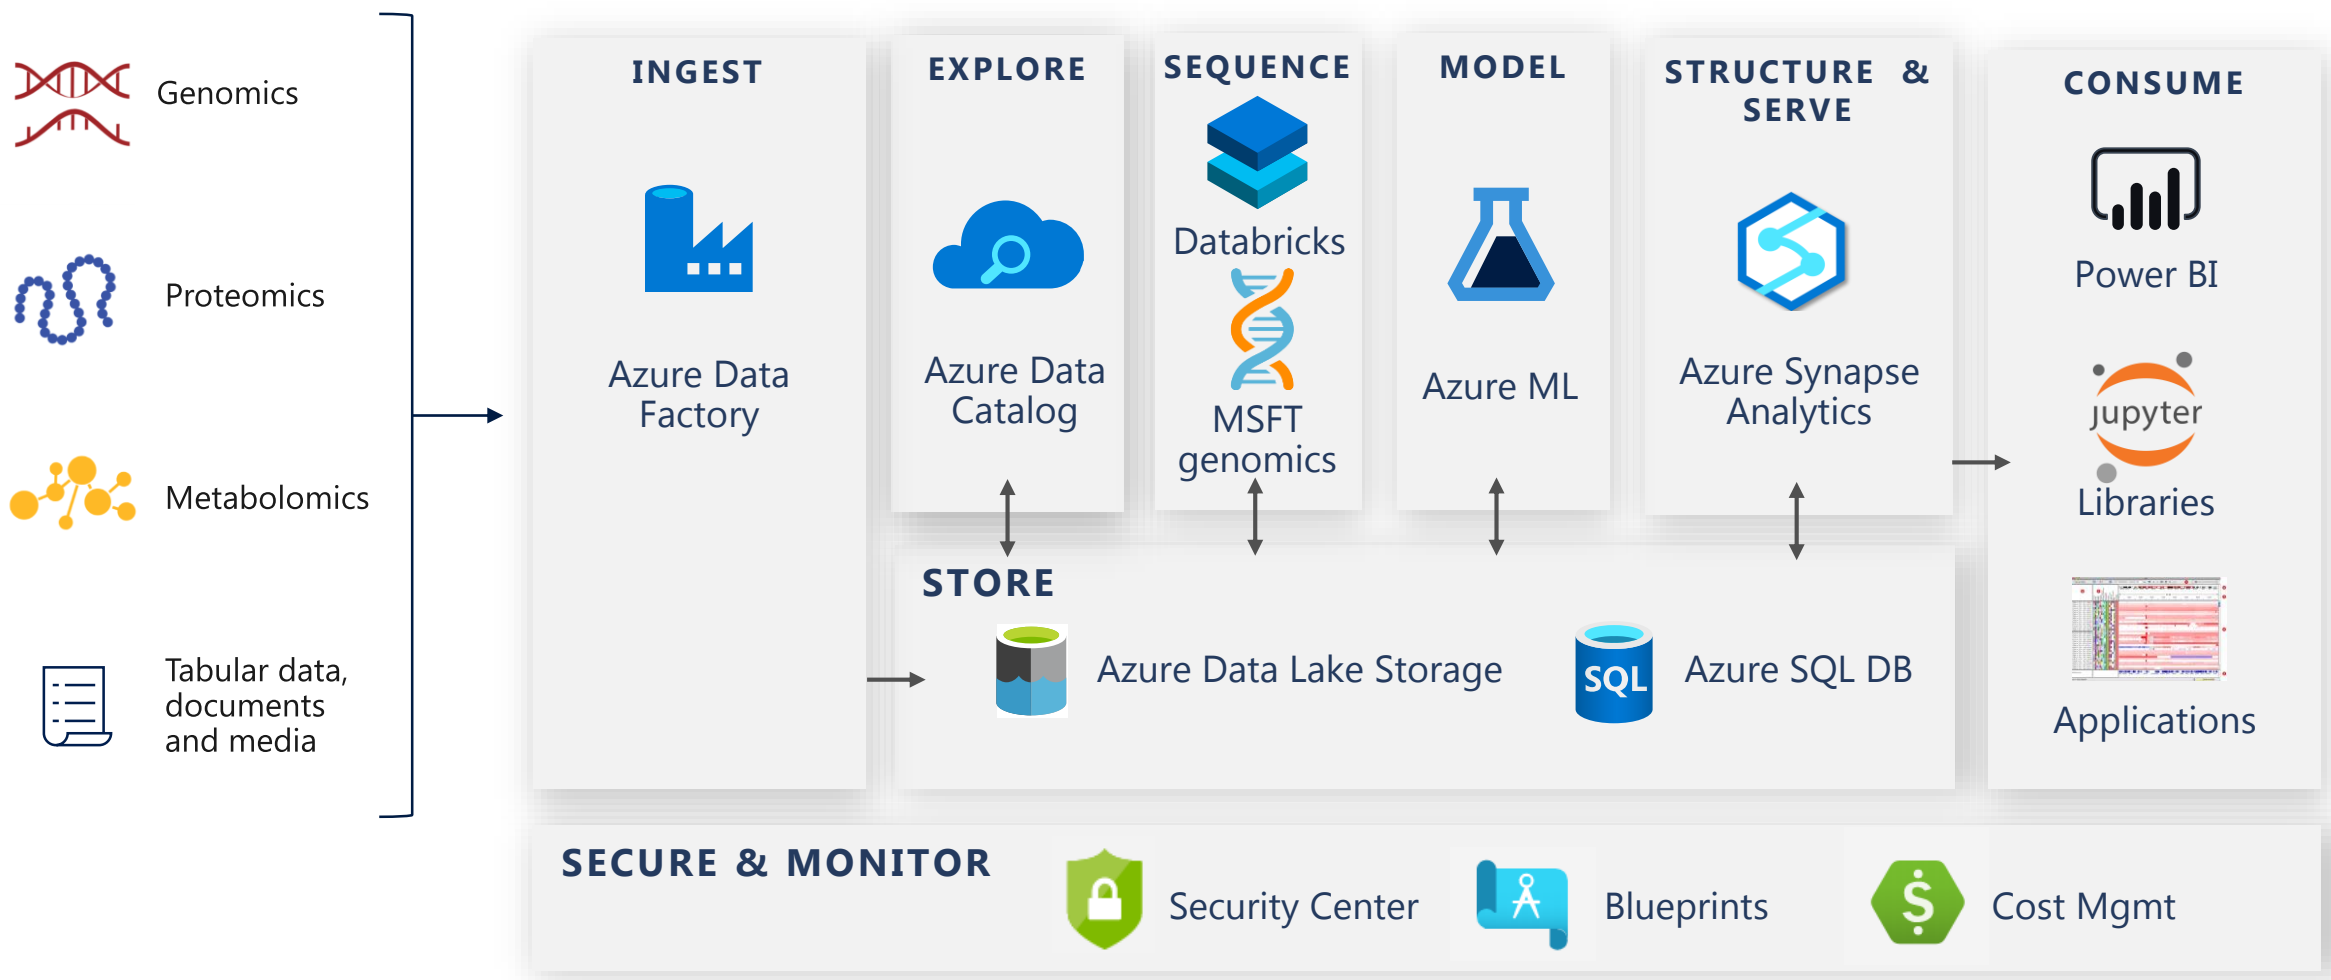 Genomics
Proteomics
Metabolomics
Tabular data,
documents
and media
INGEST
Azure Data
Factory
EXPLORE
Azure Data
Catalog
SEQUENCE
Databricks
MSFT
genomics
MODEL
Azure ML
STRUCTURE &
SERVE
Azure Synapse
Analytics
CONSUME
Power BI
jupyter
Libraries
Applications
STORE
Azure Data Lake Storage
SQL
Azure SQL DB
SECURE & MONITOR
Security Center
Blueprints
$
Cost Mgmt